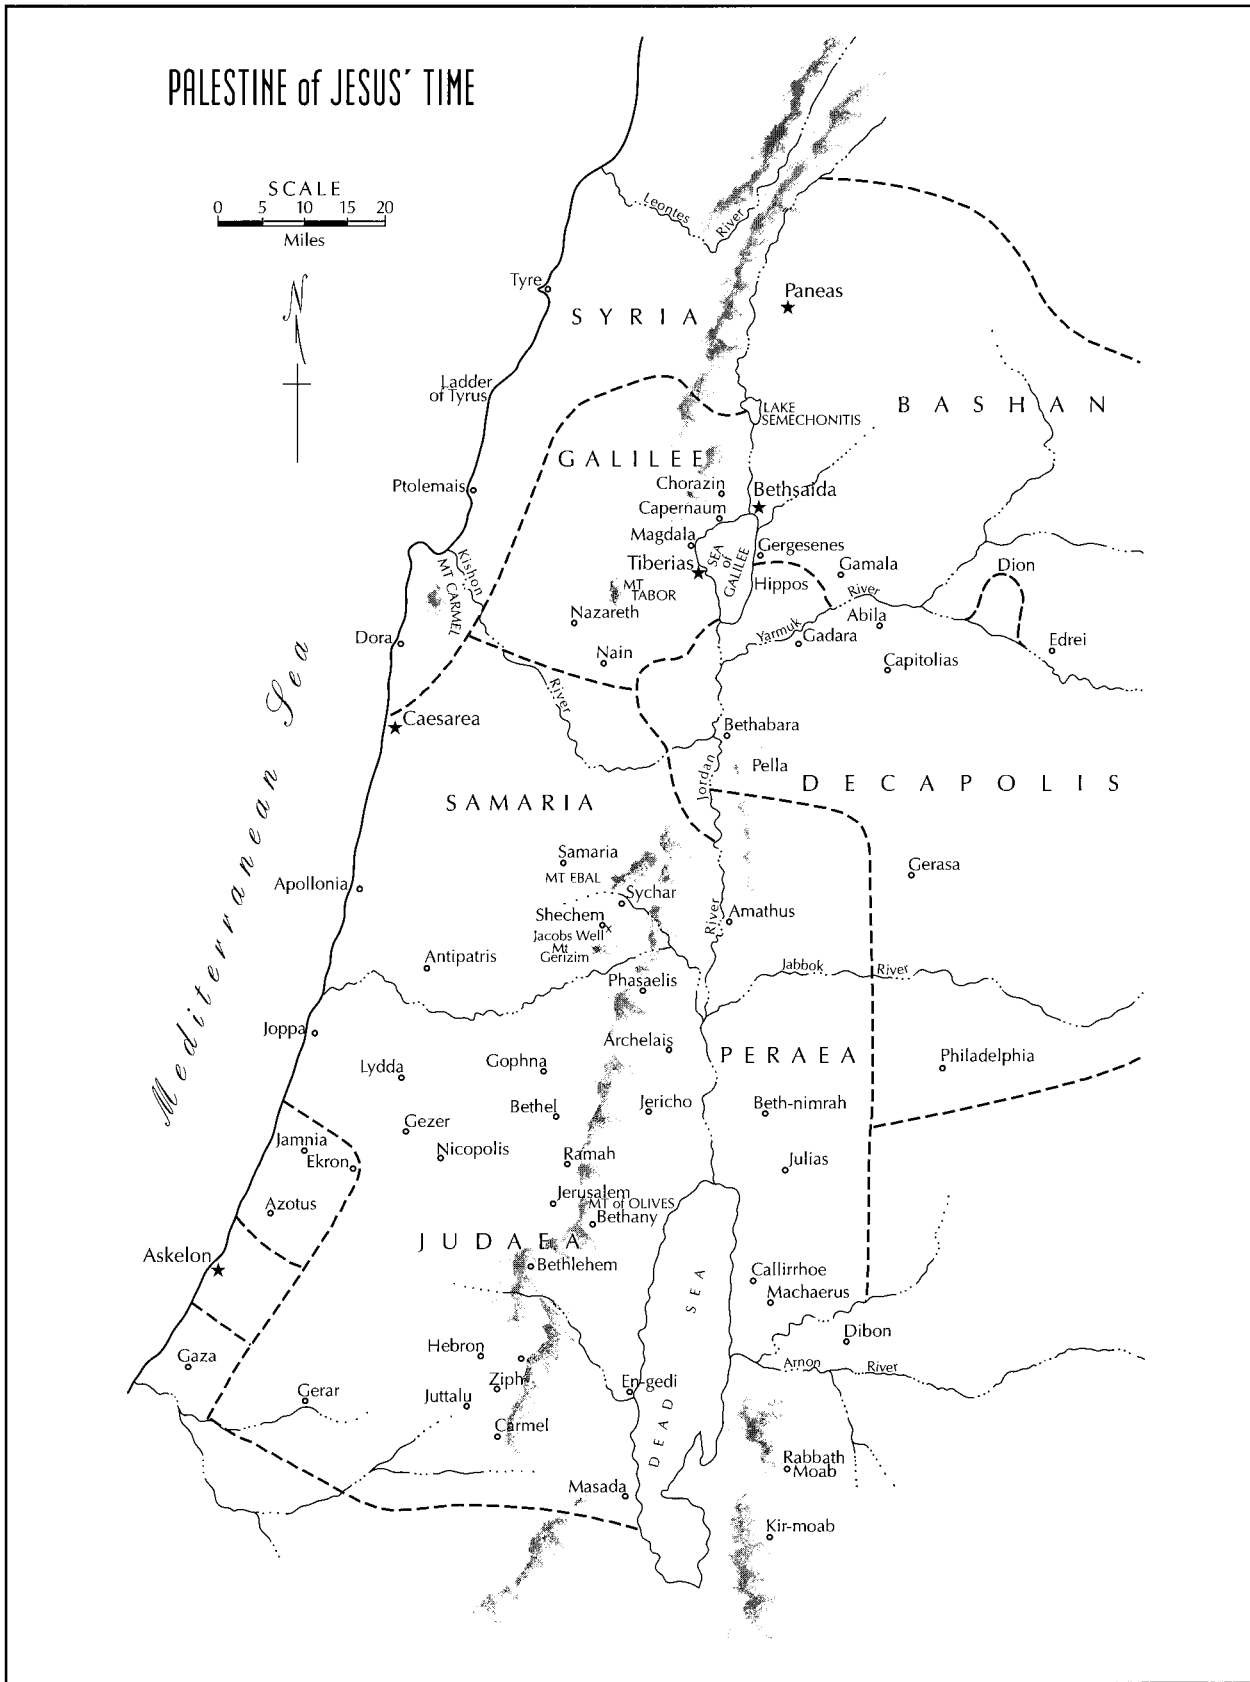 PALESTINE of JESUS' TIME
SCALE
0 5 10 15 20
Miles
N
Leontes
River
Tyre
Paneas
SYRIA
Ladder
of Tyrus
LAKE
SEMECHONITIS
BASHAN
GALILEE
Ptolemais
Chorazin
Bethsaida
Capernaum
Magdala
SEA
of
GALILEE
Gergesenes
Tiberias
Gamala
Dion
Kishon
MT CARMEL
MT
TABOR
Hippos
River
Nazareth
Abila
Yarmuk
Gadara
Dora
Edrei
Nain
Capitolias
River
Mediterranean Sea
Caesarea
Bethabara
Jordan
Pella
DECAPOLIS
SAMARIA
Samaria
MT EBAL
Gerasa
Apollonia
Sychar
Shechem
x
River
Amathus
Jacobs Well
Mt
Gerizim
Antipatris
Jabbok
River
Phasaelis
Joppa
Archelais
PERAEA
Philadelphia
Lydda
Gophna
Bethel
Jericho
Beth-nimrah
Gezer
Jamnia
Nicopolis
Ekron
Ramah
Julias
Azotus
Jerusalem
MT of OLIVES
Bethany
JUDAEA
Askelon
Bethlehem
DEAD SEA
Callirrhoe
Machaerus
Dibon
Hebron
Gaza
Arnon
River
Ziph
En-gedi
Gerar
Juttalu
Carmel
Rabbath
Moab
Masada
Kir-moab